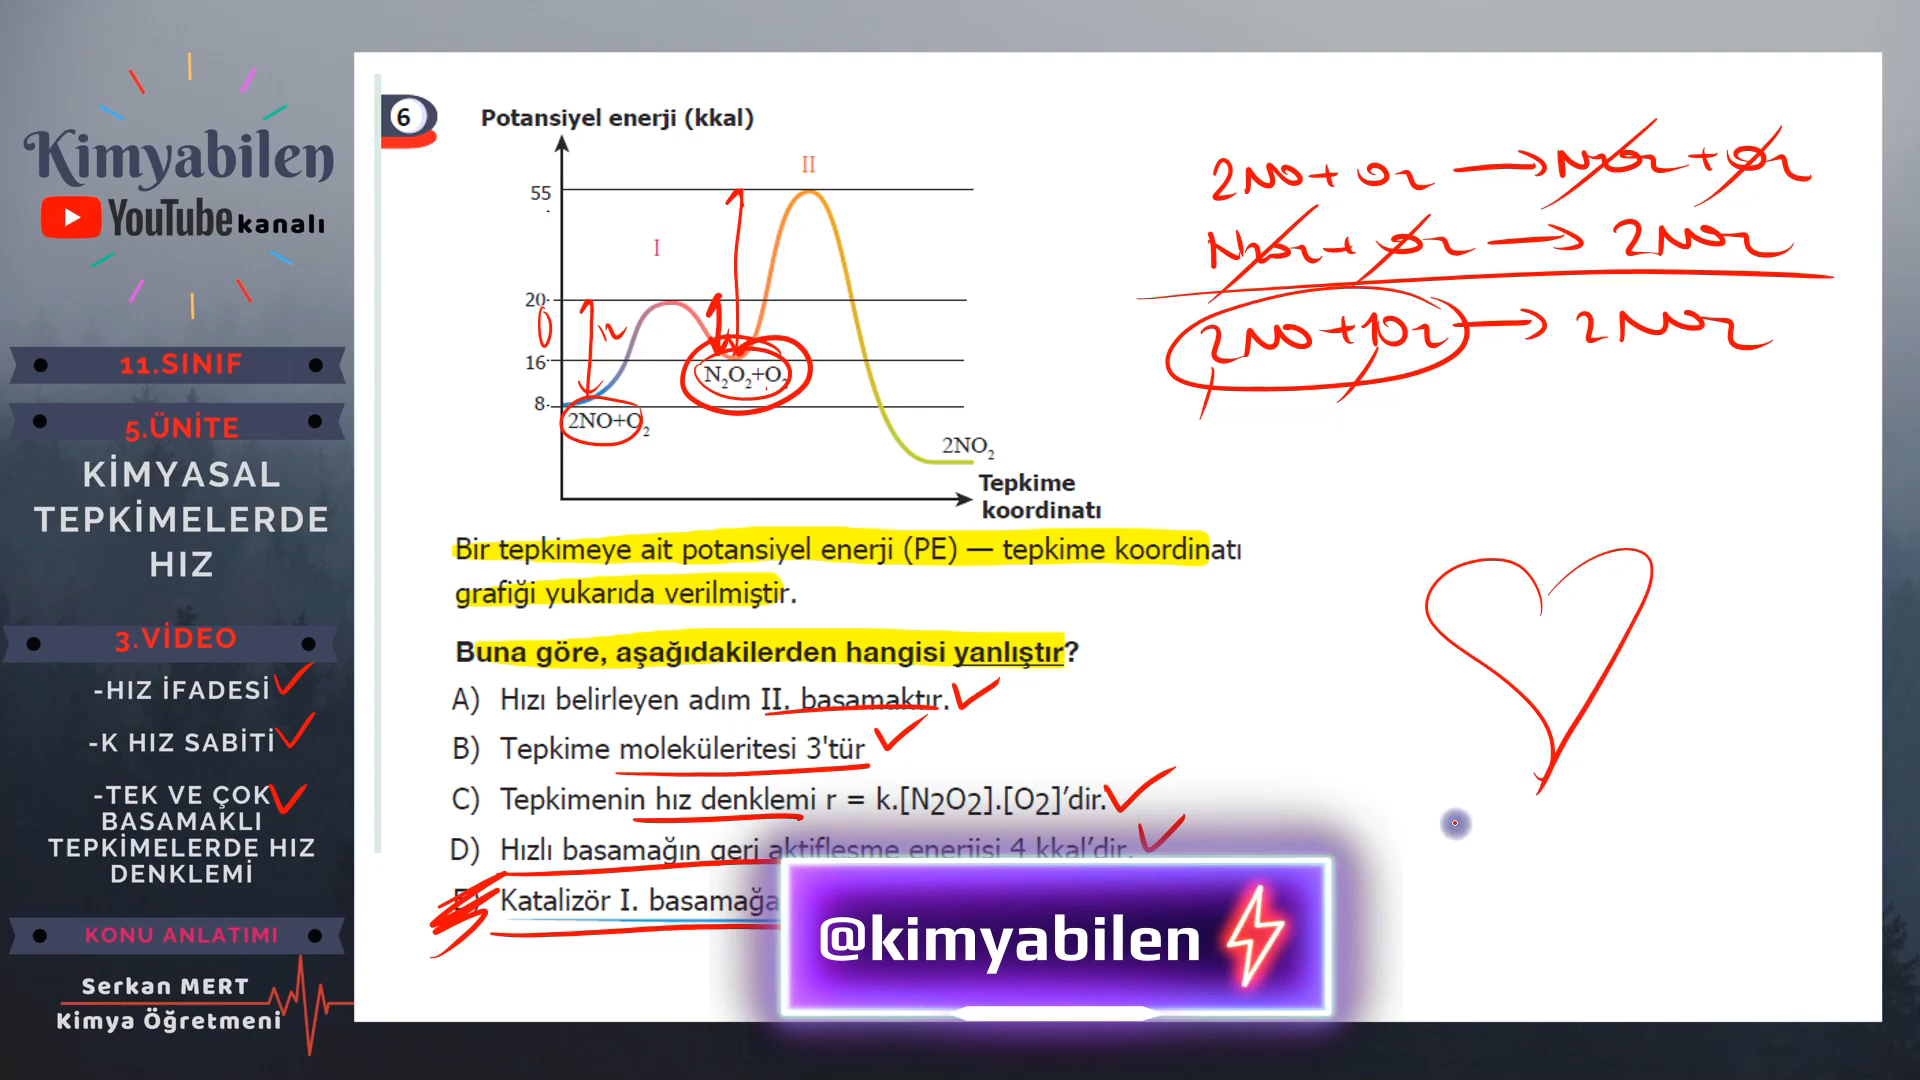 Kimyabilen
YouTube kanalı
11.SINIF
5.ÜNİTE
KİMYASAL
TEPKİMELERDE
HIZ
3.VİDEO
-HIZ İFADESİ
-K HIZ SABİTİ
-TEK VE ÇOK
BASAMAKLI
TEPKİMELERDE HIZ
DENKLEMİ
KONU ANLATIMI
Serkan MERT
Kimya Öğretmeni
6
Potansiyel enerji (kkal)
II
55
I
20
16
8
12
N₂O₂+O₂
2NO+O₂
2NO₂
Tepkime
koordinatı
Bir tepkimeye ait potansiyel enerji (PE) — tepkime koordinatı
grafiği yukarıda verilmiştir.
Buna göre, aşağıdakilerden hangisi yanlıştır?
A) Hızı belirleyen adım II. basamaktır.
B) Tepkime moleküleritesi 3'tür
C) Tepkimenin hız denklemi r = k.[N2O2].[O2]’dir.
D) Hızlı basamağın geri aktifleşme enerjisi 4 kkal’dir.
E) Katalizör I. basamağa
2NO + O2 → N2O2 + O2
N2O2 + O2 → 2NO2
2NO + 1O2 → 2NO2
@kimyabilen